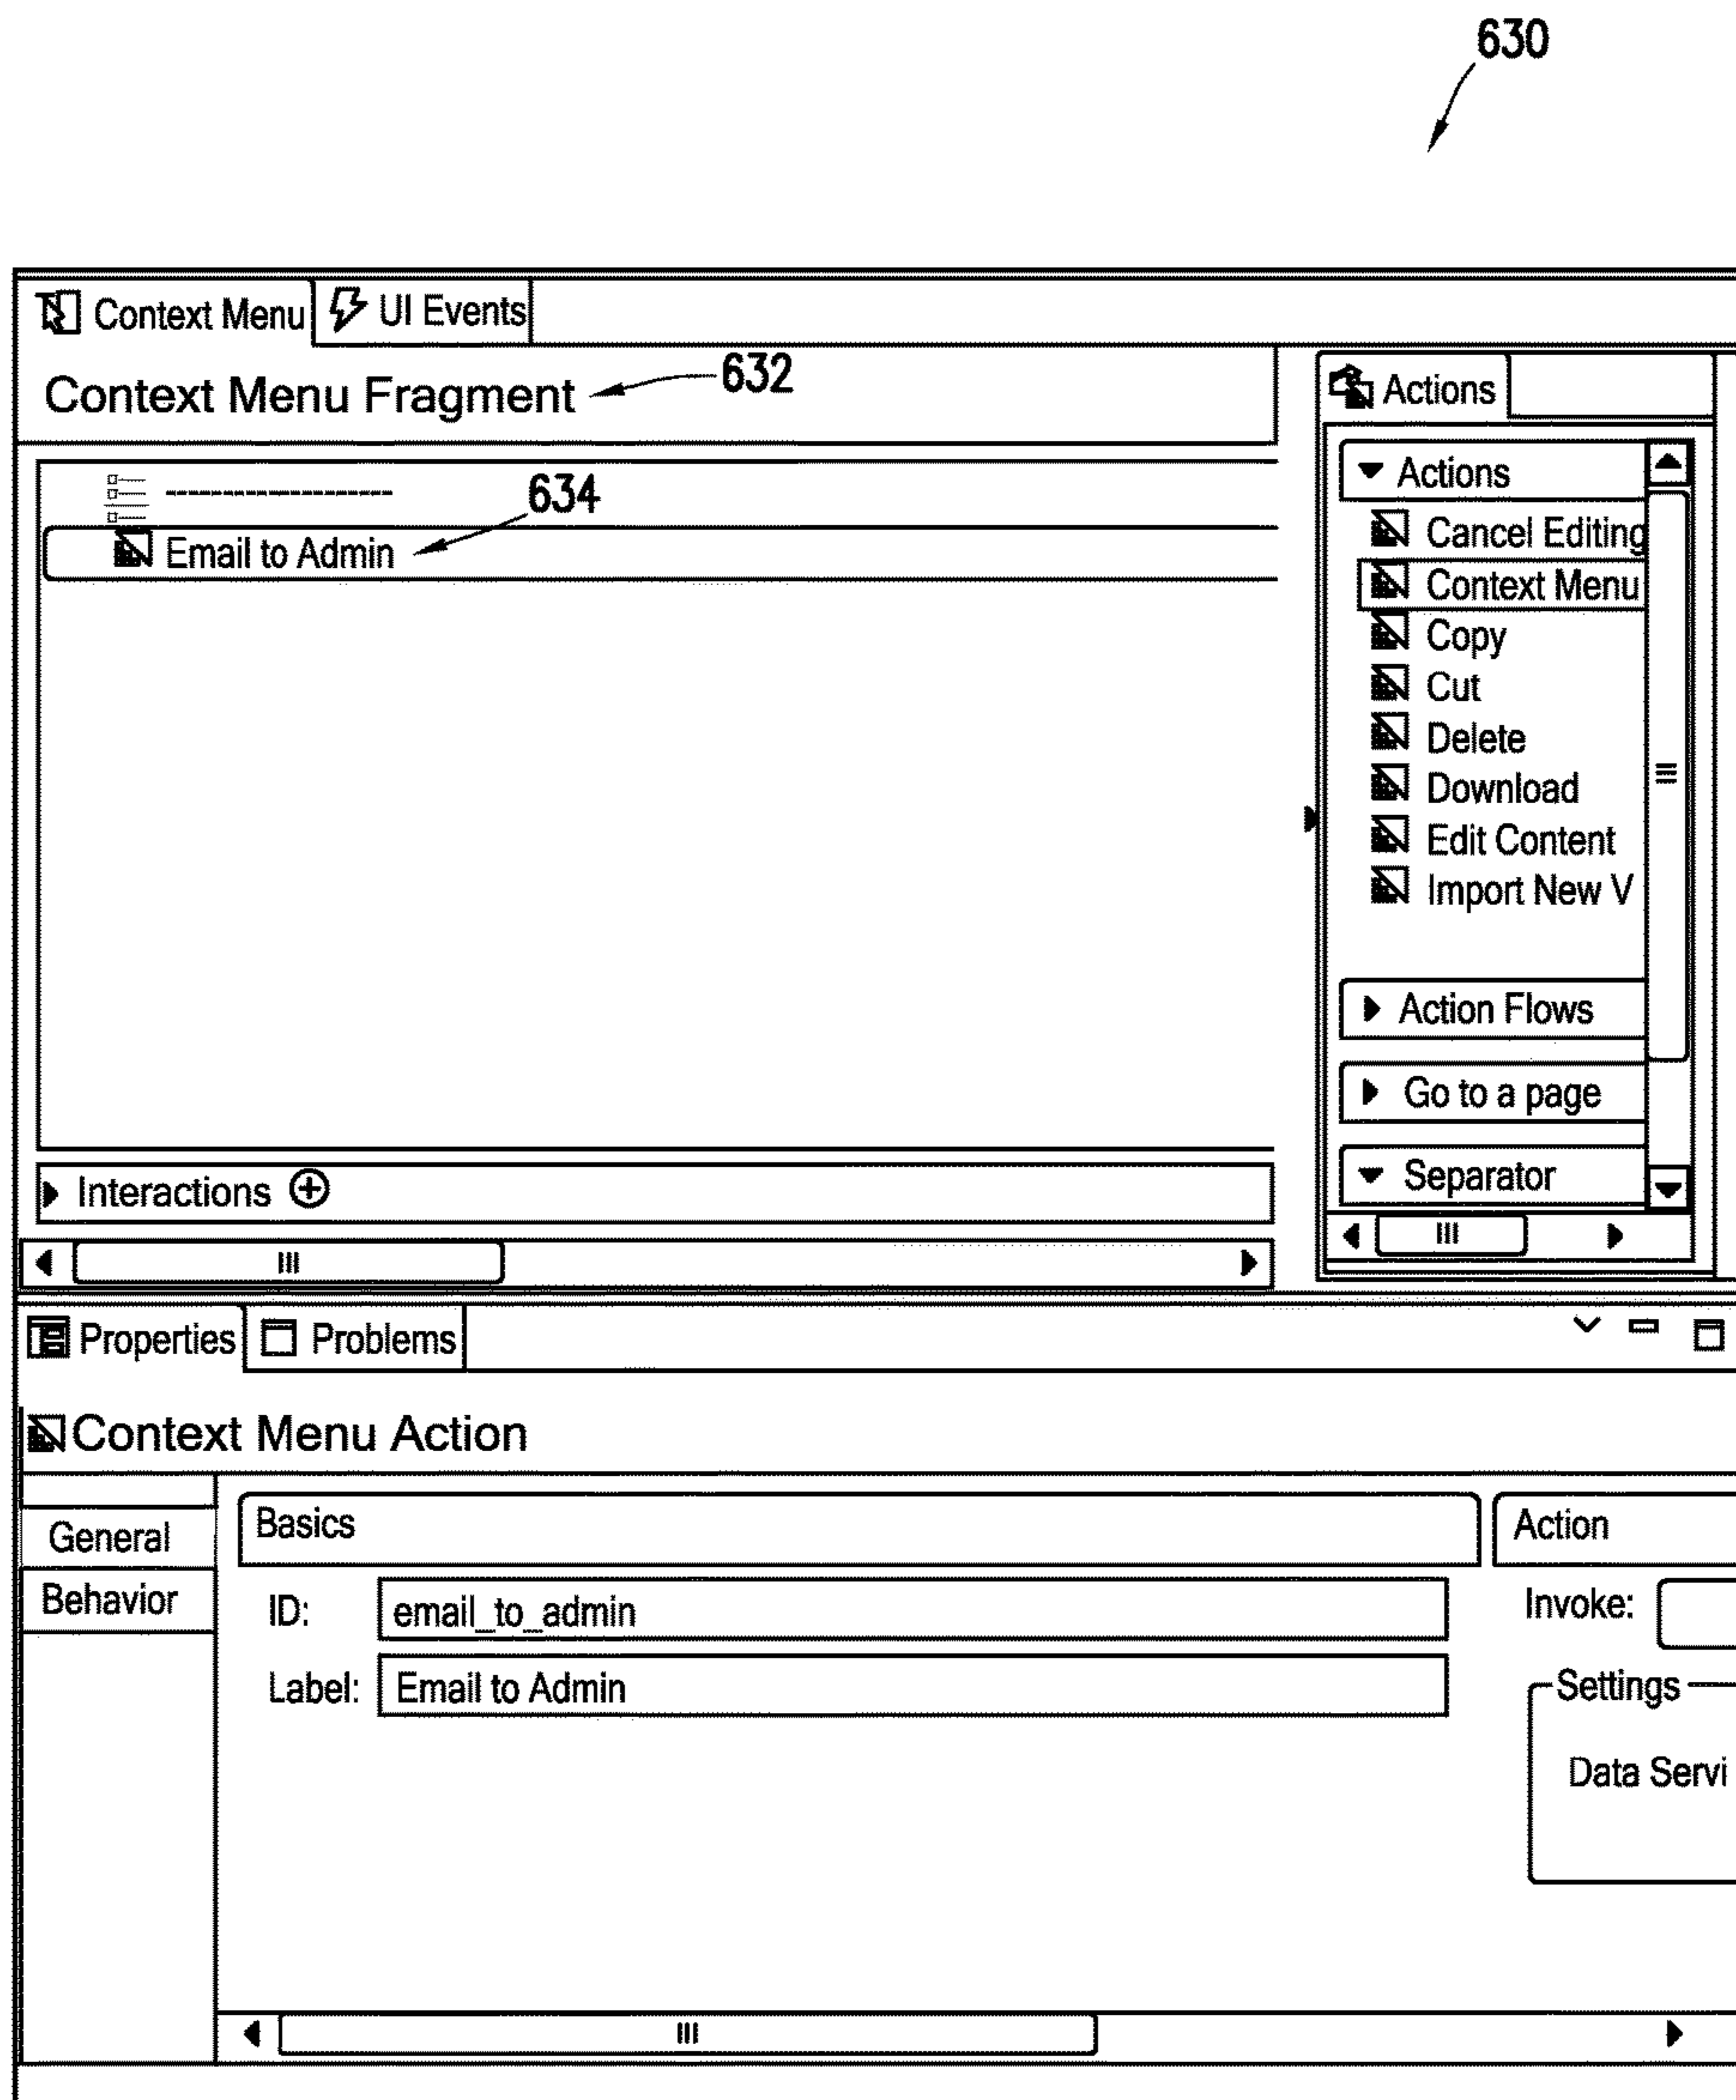 630
Context Menu
UI Events
Context Menu Fragment
632
Actions
634
Email to Admin
Actions
Cancel Editing
Context Menu
Copy
Cut
Delete
Download
Edit Content
Import New V
Action Flows
Go to a page
Separator
Interactions
Properties
Problems
Context Menu Action
General
Behavior
Basics
ID: email_to_admin
Label: Email to Admin
Action
Invoke:
Settings
Data Servi